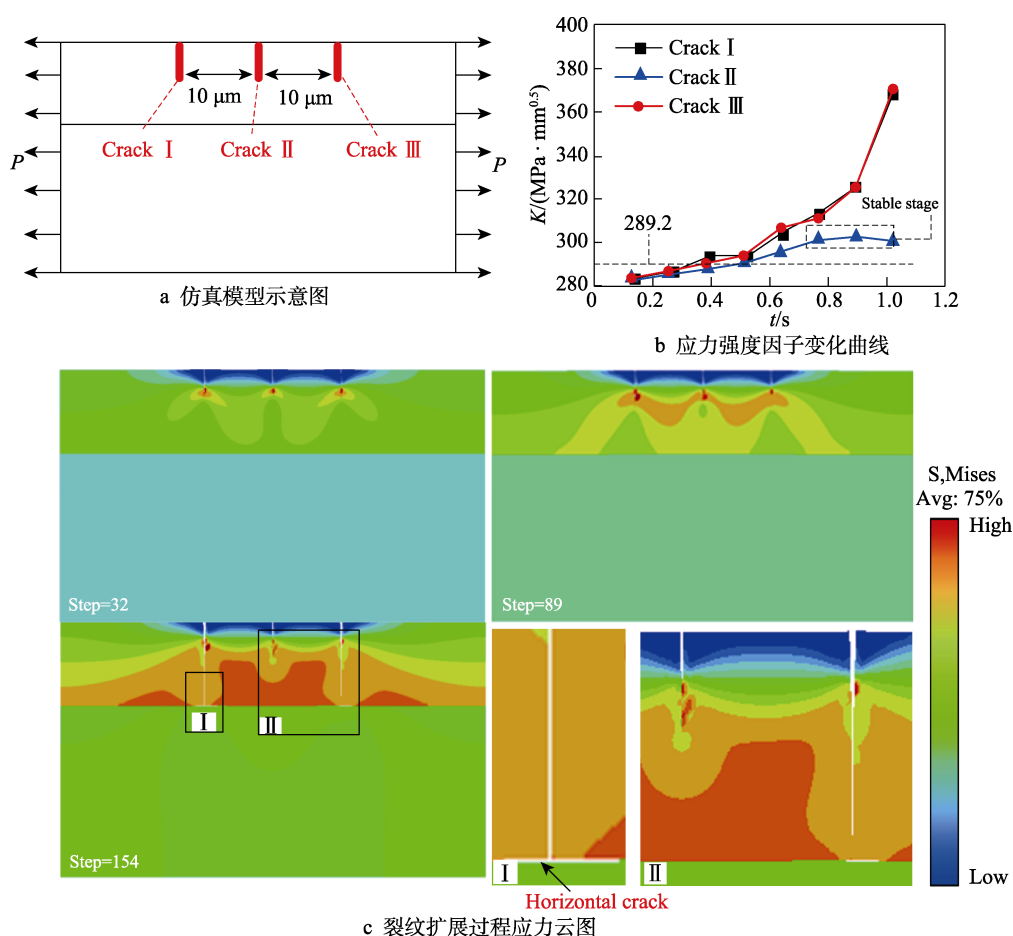 10 μm
10 μm
Crack Ⅰ
Crack Ⅱ
Crack Ⅲ
P
P
a 仿真模型示意图
400
380
360
340
320
300
280
K/(MPa · mm0.5)
Crack Ⅰ
Crack Ⅱ
Crack Ⅲ
Stable stage
289.2
0
0.2
0.4
0.6
0.8
1.0
1.2
t/s
b 应力强度因子变化曲线
Step=32
Step=89
Ⅰ
Ⅱ
Step=154
Ⅰ
Horizontal crack
Ⅱ
S,Mises
Avg: 75%
High
Low
c 裂纹扩展过程应力云图